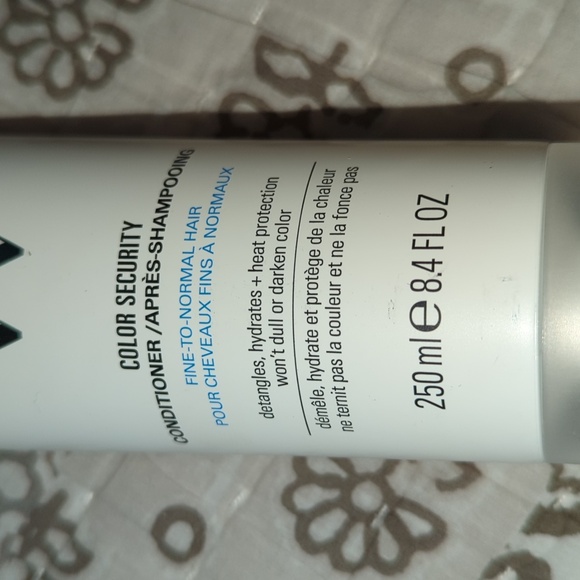 COLOR SECURITY
CONDITIONER / APRÈS-SHAMPOOING
FINE-TO-NORMAL HAIR
POUR CHEVEAUX FINS À NORMAUX
detangles, hydrates + heat protection
won't dull or darken color
démêle, hydrate et protège de la chaleur
ne ternit pas la couleur et ne la fonce pas
250 ml e 8.4 FL OZ